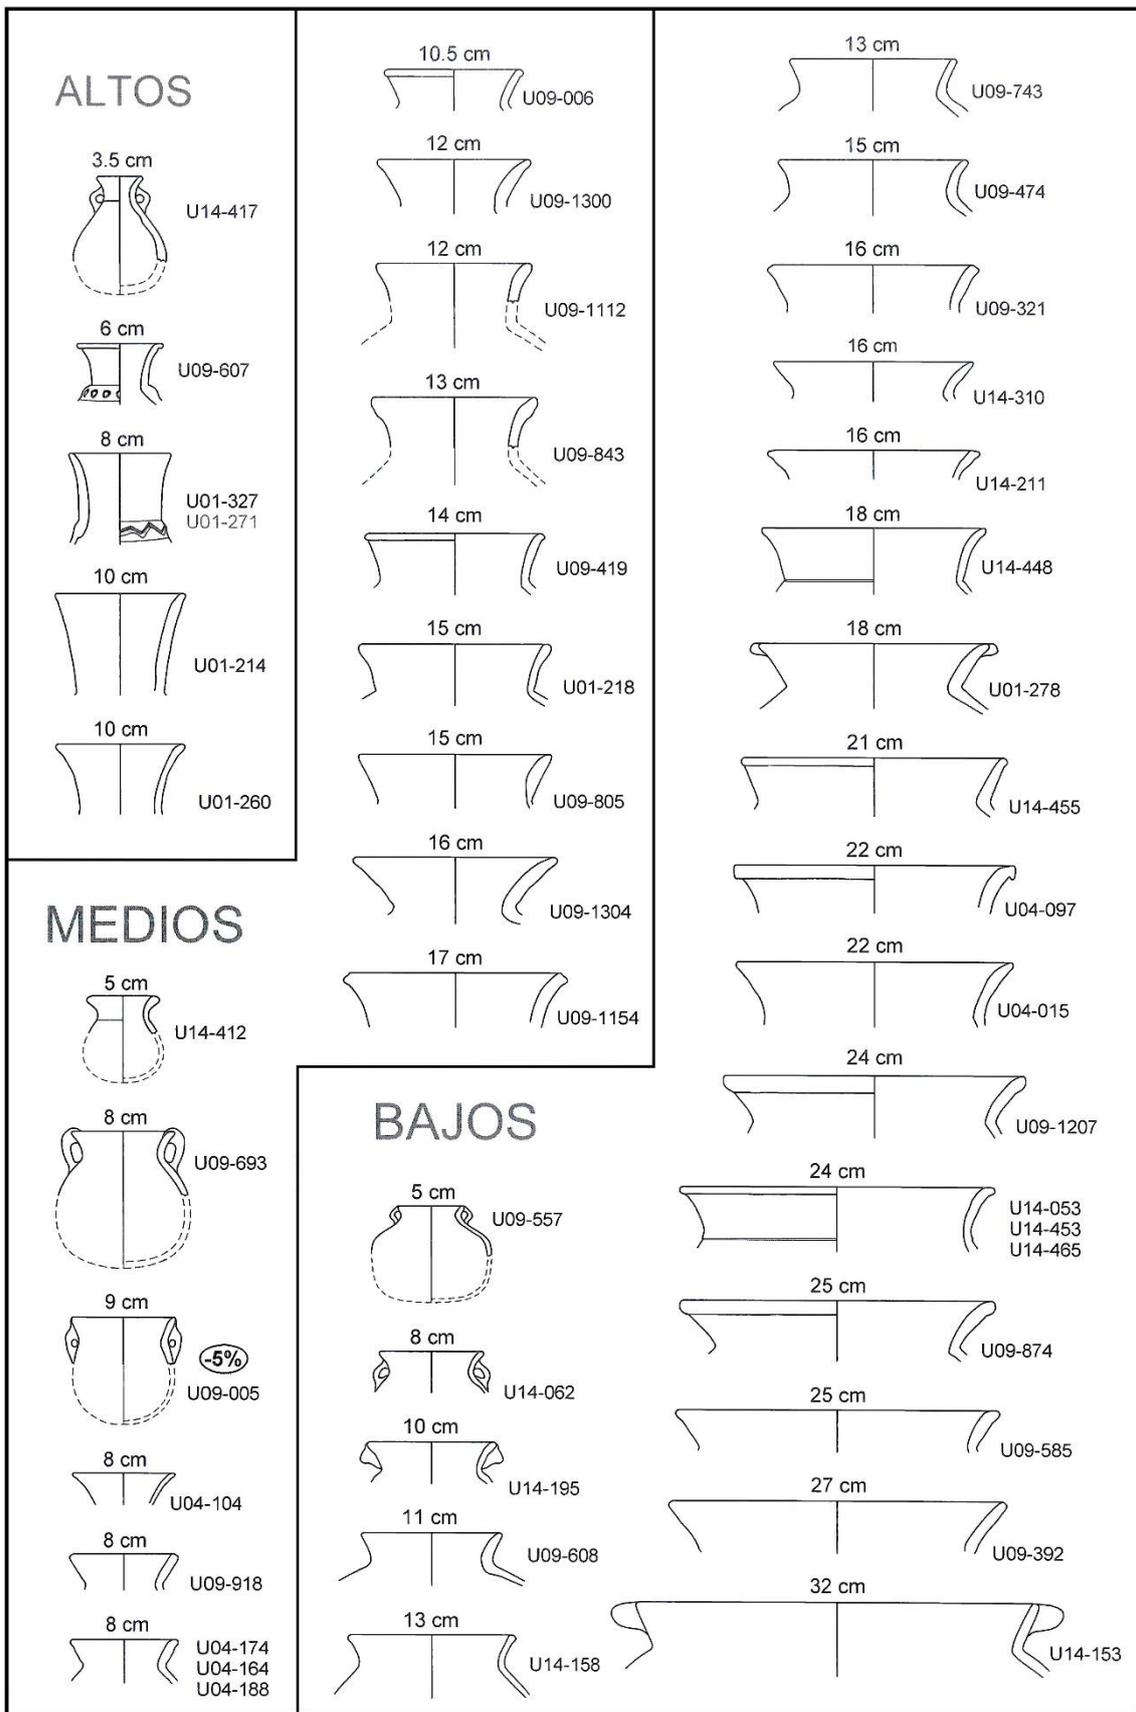 ALTOS
3.5 cm
U14-417
6 cm
U09-607
8 cm
U01-327
U01-271
10 cm
U01-214
10 cm
U01-260
MEDIOS
5 cm
U14-412
8 cm
U09-693
9 cm
-5%
U09-005
8 cm
U04-104
8 cm
U09-918
8 cm
U04-174
U04-164
U04-188
10.5 cm
U09-006
12 cm
U09-1300
12 cm
U09-1112
13 cm
U09-843
14 cm
U09-419
15 cm
U01-218
15 cm
U09-805
16 cm
U09-1304
17 cm
U09-1154
BAJOS
5 cm
U09-557
8 cm
U14-062
10 cm
U14-195
11 cm
U09-608
13 cm
U14-158
13 cm
U09-743
15 cm
U09-474
16 cm
U09-321
16 cm
U14-310
16 cm
U14-211
18 cm
U14-448
18 cm
U01-278
21 cm
U14-455
22 cm
U04-097
22 cm
U04-015
24 cm
U09-1207
24 cm
U14-053
U14-453
U14-465
25 cm
U09-874
25 cm
U09-585
27 cm
U09-392
32 cm
U14-153